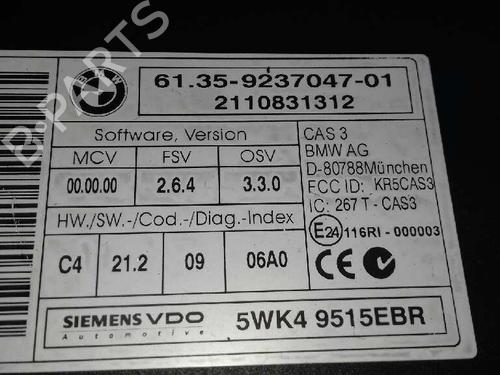 BMW
61.35-9237047-01
2110831312
Software, Version
MCV FSV OSV
00.00.00 2.6.4 3.3.0
HW./SW.-/Cod.-/Diag.-Index
C4 21.2 09 06A0
CAS 3
BMW AG
D-80788München
FCC ID: KR5CAS3
IC: 267 T - CAS3
E24 116RI - 000003
CE
SIEMENS VDO
Automotive
5WK4 9515EBR
B-PARTS